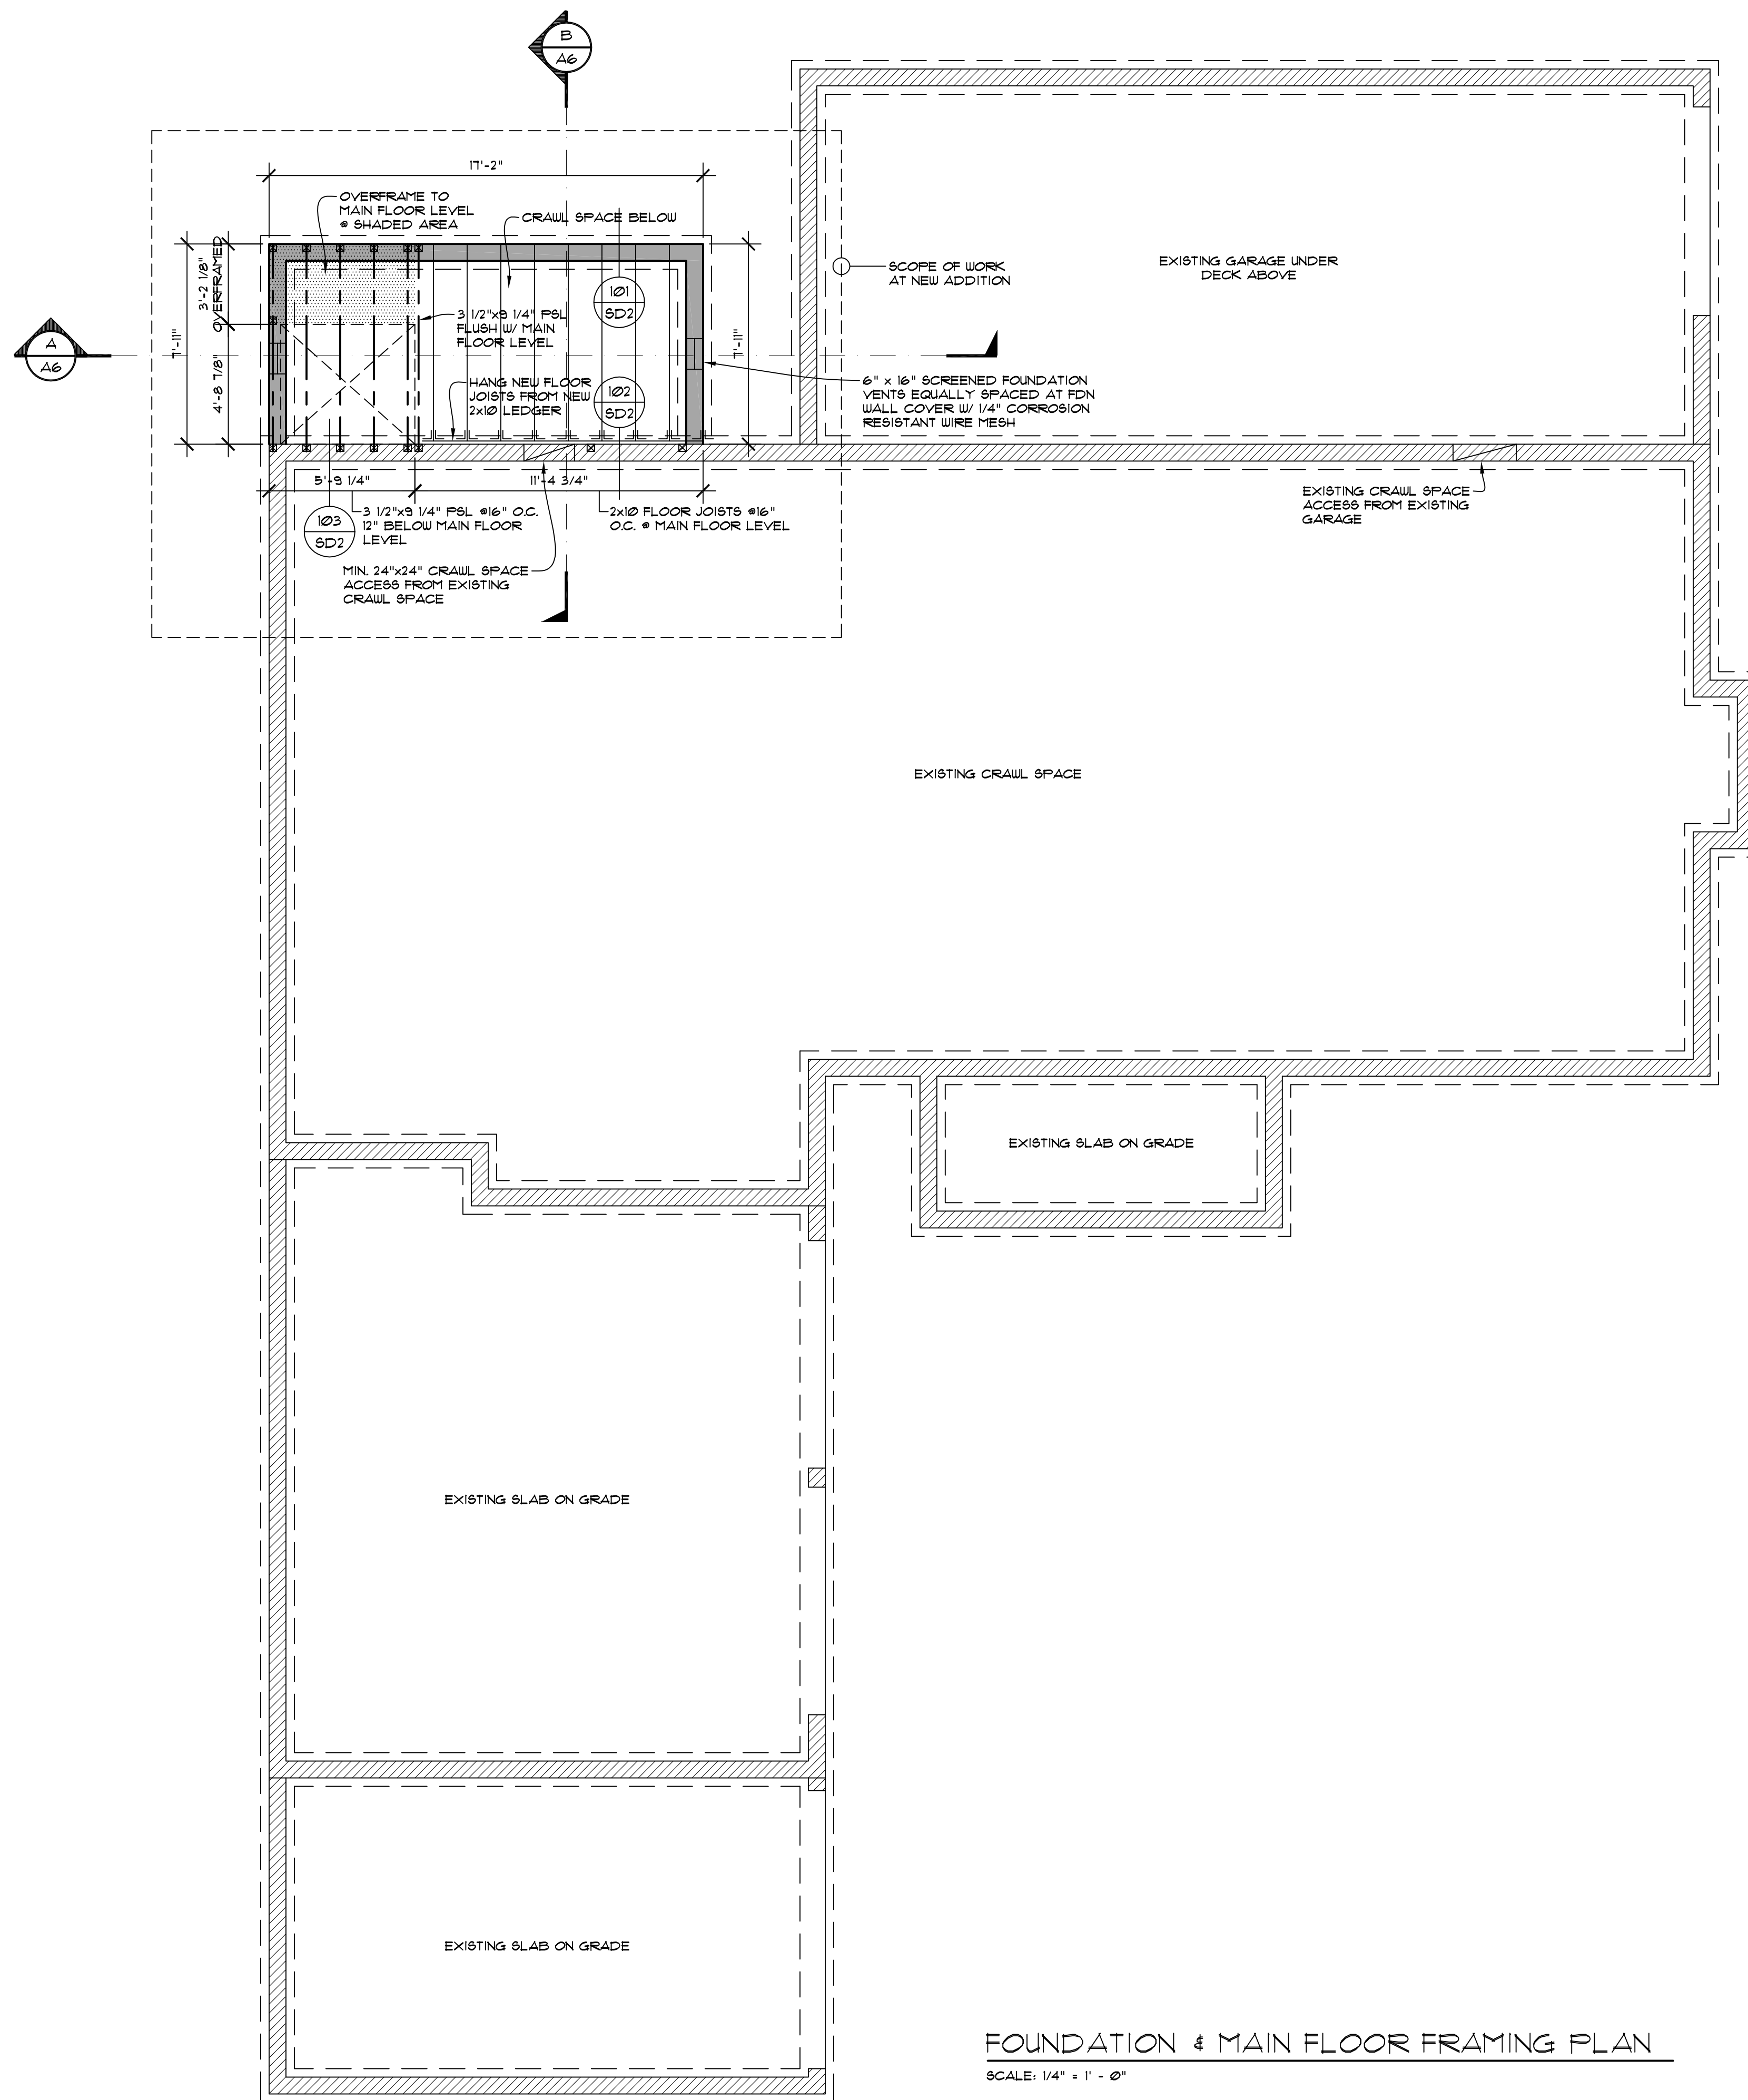 B
A6
17'-2"
OVERFRAME TO
MAIN FLOOR LEVEL
@ SHADED AREA
CRAWL SPACE BELOW
SCOPE OF WORK
AT NEW ADDITION
EXISTING GARAGE UNDER
DECK ABOVE
3'-2 1/8"
OVERFRAMED
7'-11"
4'-8 7/8"
101
SD2
3 1/2"x9 1/4" PSL
FLUSH W/ MAIN
FLOOR LEVEL
7'-11"
A
A6
HANG NEW FLOOR
JOISTS FROM NEW
2x10 LEDGER
102
SD2
6" x 16" SCREENED FOUNDATION
VENTS EQUALLY SPACED AT FDN
WALL COVER W/ 1/4" CORROSION
RESISTANT WIRE MESH
5'-9 1/4"
11'-4 3/4"
103
SD2
3 1/2"x9 1/4" PSL @16" O.C.
12" BELOW MAIN FLOOR
LEVEL
2x10 FLOOR JOISTS @16"
O.C. @ MAIN FLOOR LEVEL
EXISTING CRAWL SPACE
ACCESS FROM EXISTING
GARAGE
MIN. 24"x24" CRAWL SPACE
ACCESS FROM EXISTING
CRAWL SPACE
EXISTING CRAWL SPACE
EXISTING SLAB ON GRADE
EXISTING SLAB ON GRADE
EXISTING SLAB ON GRADE
FOUNDATION & MAIN FLOOR FRAMING PLAN
SCALE: 1/4" = 1' - 0"